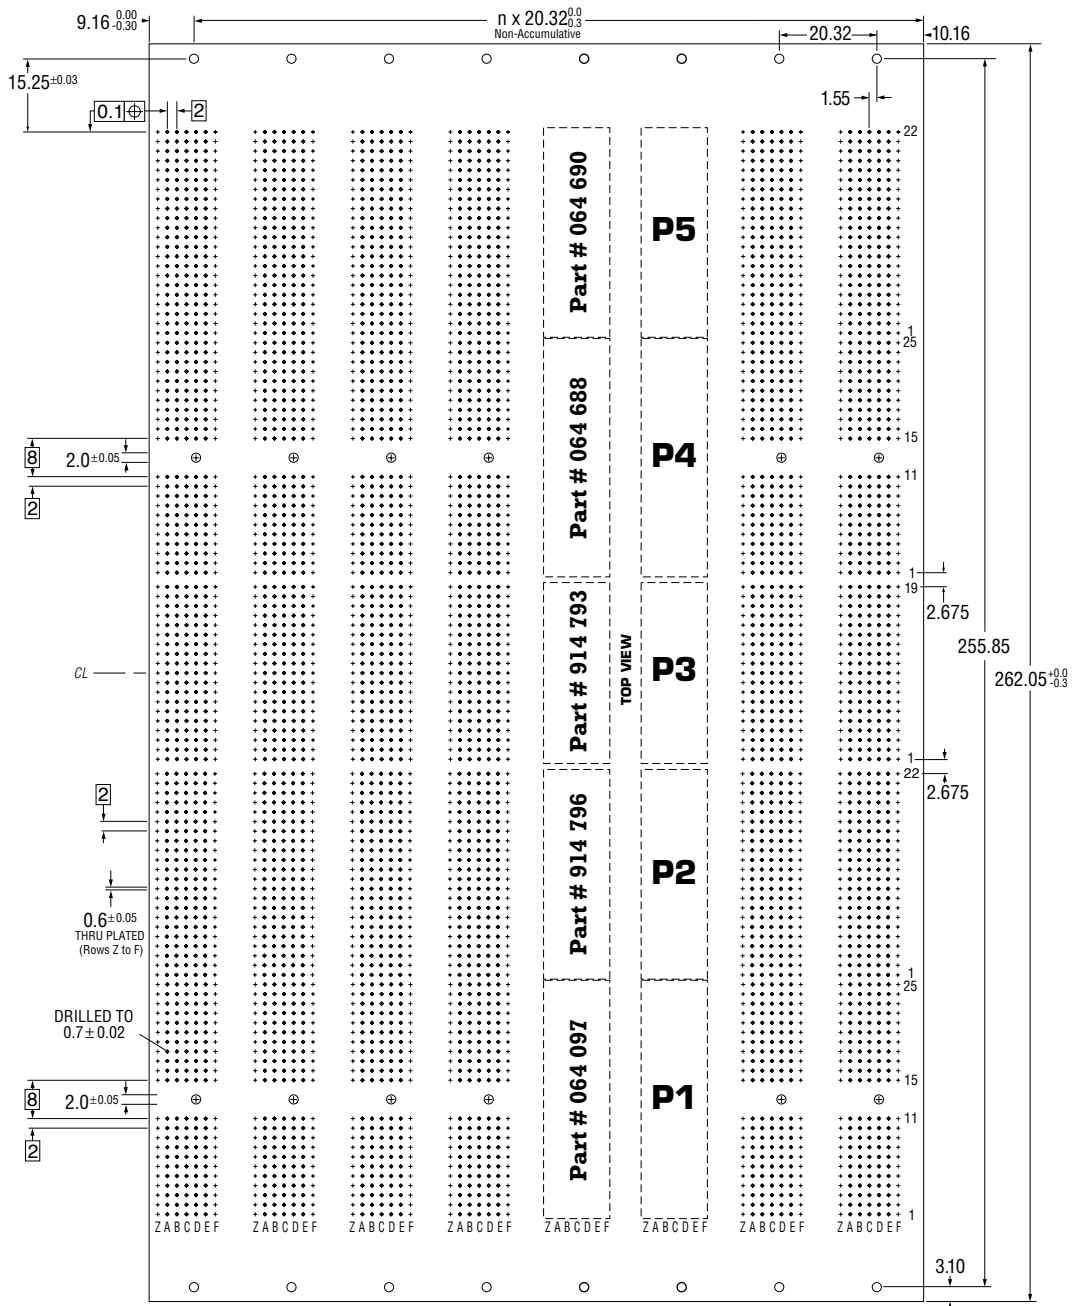 9.16 0.00 -0.30
n x 20.32 0.0 0.3
Non-Accumulative
20.32
10.16
15.25±0.03
0.1 ⌖
2
1.55
22
Part # 064 690
P5
1
25
Part # 064 688
P4
15
8
2.0±0.05
11
2
1
19
2.675
Part # 914 793
TOP VIEW
P3
255.85
262.05 +0.0 -0.3
CL
1
22
2.675
2
Part # 914 796
P2
0.6±0.05
THRU PLATED
(Rows Z to F)
1
25
DRILLED TO
0.7±0.02
Part # 064 097
P1
15
8
2.0±0.05
11
2
1
Z A B C D E F Z A B C D E F Z A B C D E F Z A B C D E F Z A B C D E F Z A B C D E F Z A B C D E F Z A B C D E F
3.10